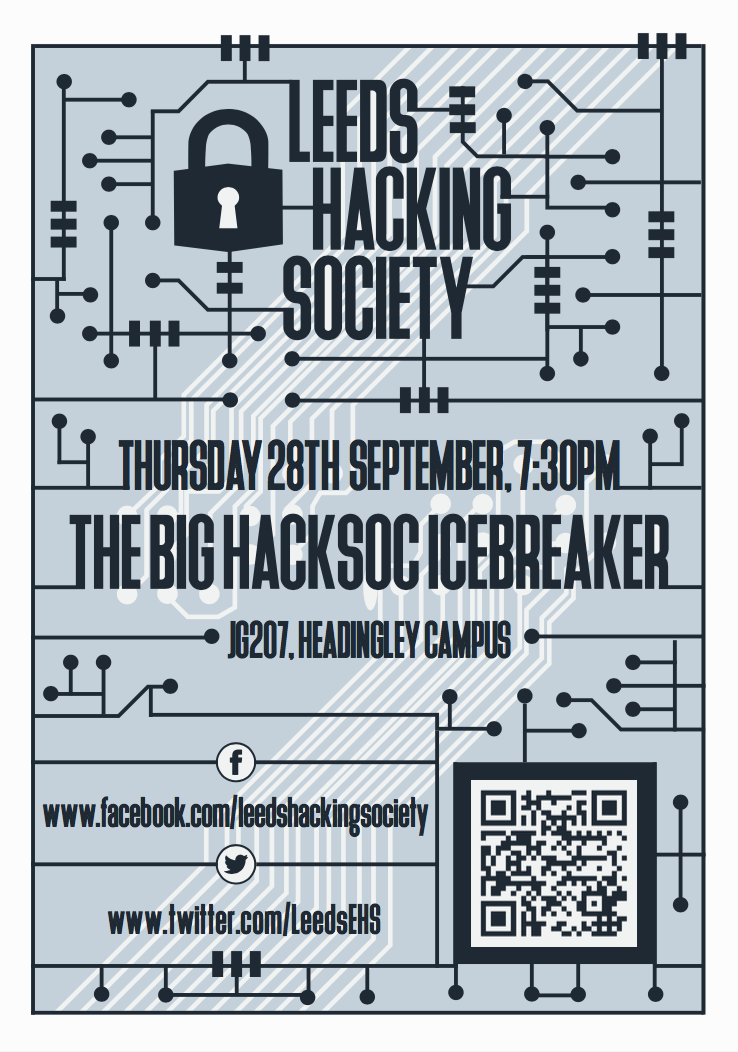 LEEDS
HACKING
SOCIETY
THURSDAY 28TH SEPTEMBER, 7:30PM
THE BIG HACKSOC ICEBREAKER
JG207, HEADINGLEY CAMPUS
www.facebook.com/leedshackingsociety
www.twitter.com/LeedsEHS